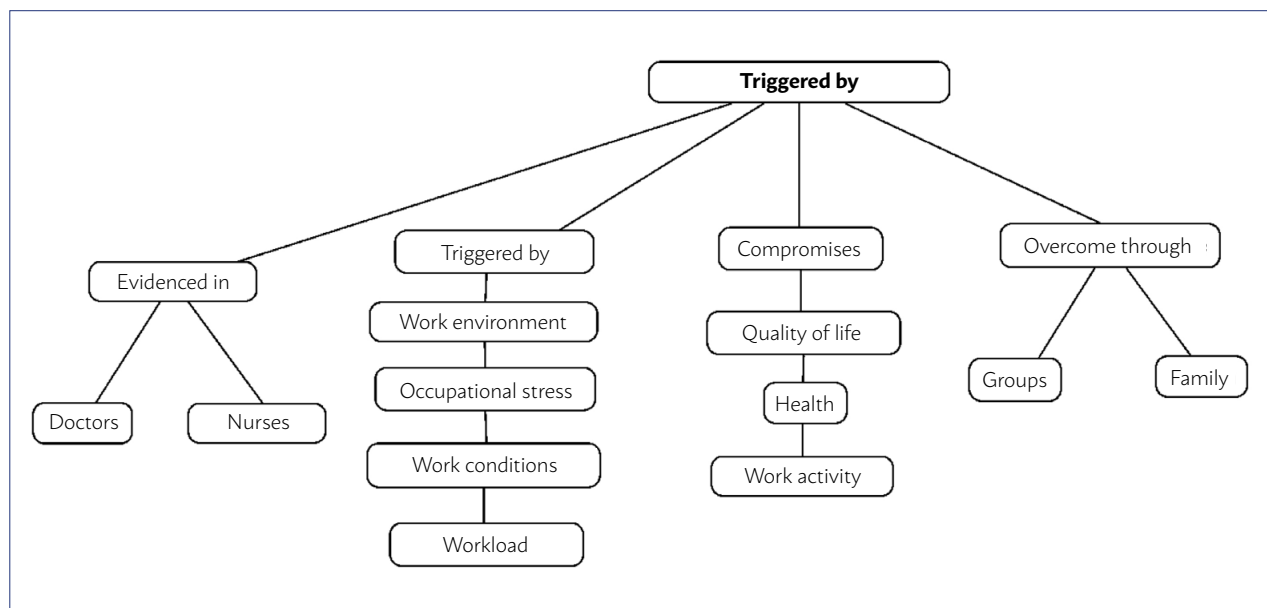 Triggered by
Evidenced in
Doctors
Nurses
Triggered by
Work environment
Occupational stress
Work conditions
Workload
Compromises
Quality of life
Health
Work activity
Overcome through
Groups
Family